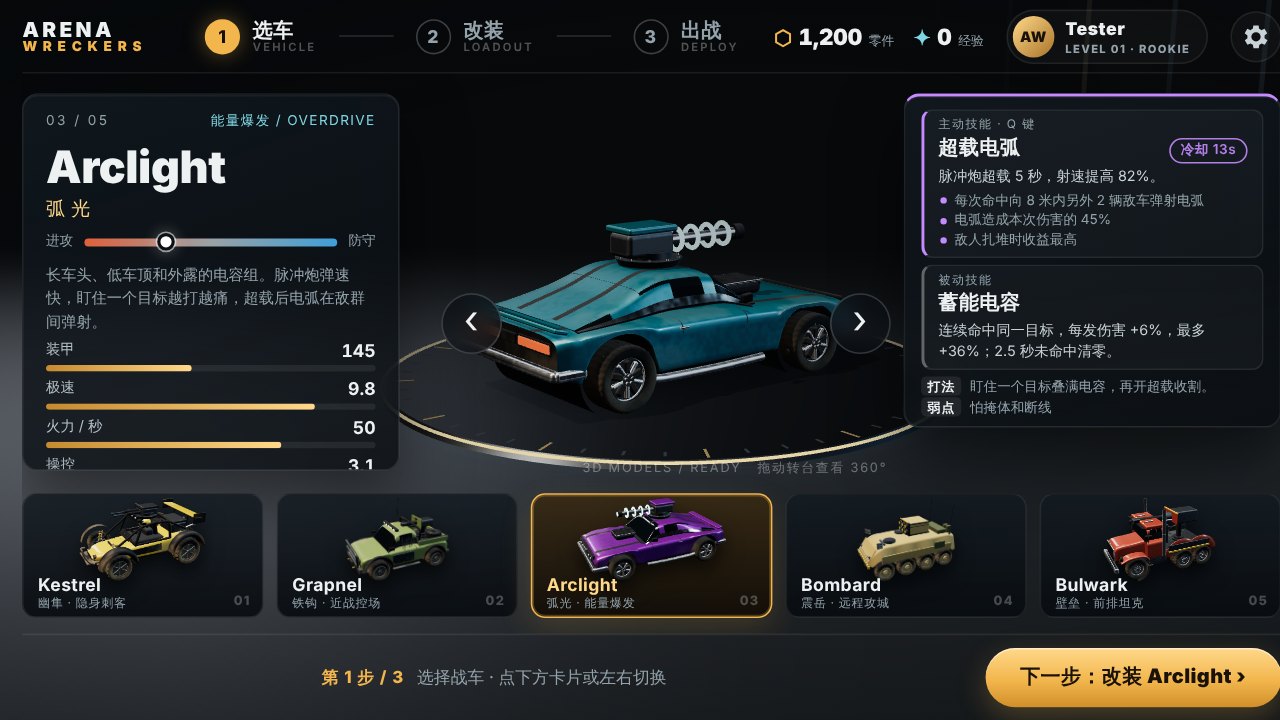 ARENA
WRECKERS
1
选车
VEHICLE
2
改装
LOADOUT
3
出战
DEPLOY
1,200 零件
0 经验
AW
Tester
LEVEL 01 · ROOKIE
03 / 05
能量爆发 / OVERDRIVE
Arclight
弧光
进攻
防守
长车头、低车顶和外露的电容组。脉冲炮弹速
快，盯住一个目标越打越痛，超载后电弧在敌群
间弹射。
装甲 145
极速 9.8
火力 / 秒 50
操控 3.1
‹
›
3D MODELS / READY 拖动转台查看 360°
主动技能 · Q 键
超载电弧
冷却 13s
脉冲炮超载 5 秒，射速提高 82%。
每次命中向 8 米内另外 2 辆敌车弹射电弧
电弧造成本次伤害的 45%
敌人扎堆时收益最高
被动技能
蓄能电容
连续命中同一目标，每发伤害 +6%，最多
+36%；2.5 秒未命中清零。
打法 盯住一个目标叠满电容，再开超载收割。
弱点 怕掩体和断线
Kestrel
幽隼 · 隐身刺客
01
Grapnel
铁钩 · 近战控场
02
Arclight
弧光 · 能量爆发
03
Bombard
震岳 · 远程攻城
04
Bulwark
壁垒 · 前排坦克
05
第 1 步 / 3 选择战车 · 点下方卡片或左右切换
下一步：改装 Arclight ›